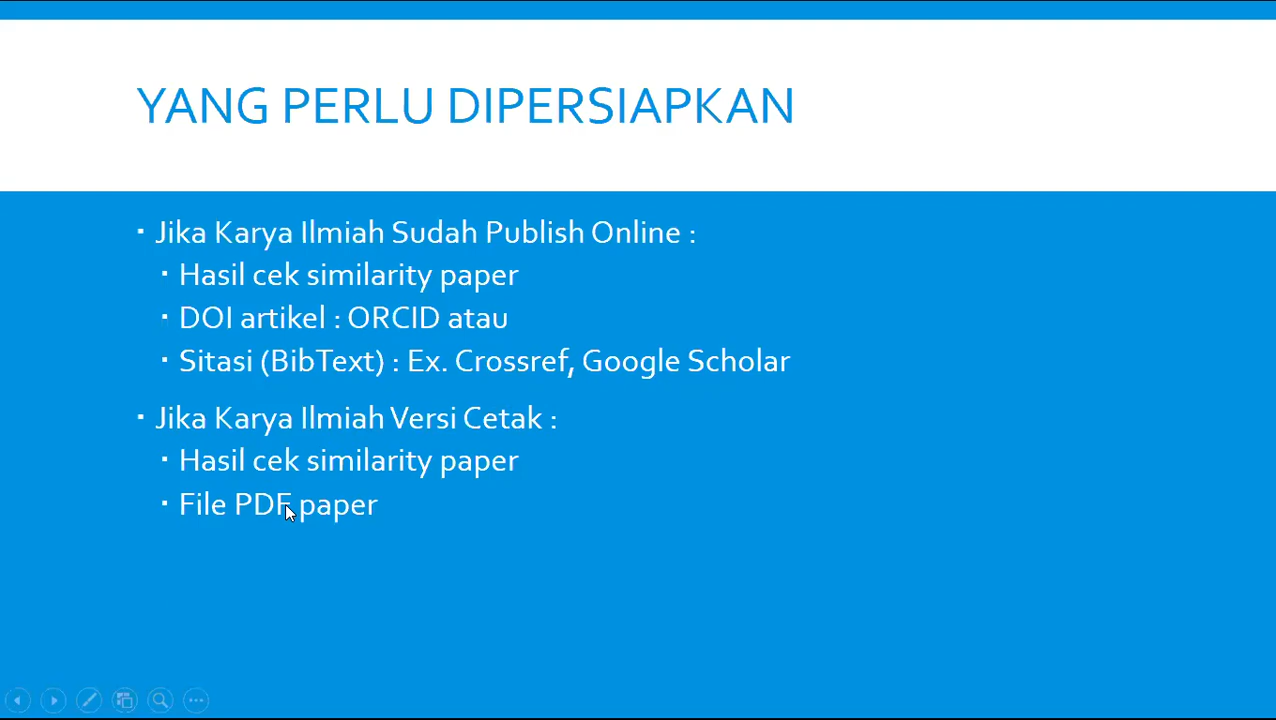 YANG PERLU DIPERSIAPKAN
▪ Jika Karya Ilmiah Sudah Publish Online :
▪ Hasil cek similarity paper
▪ DOI artikel : ORCID atau
▪ Sitasi (BibText) : Ex. Crossref, Google Scholar
▪ Jika Karya Ilmiah Versi Cetak :
▪ Hasil cek similarity paper
▪ File PDF paper